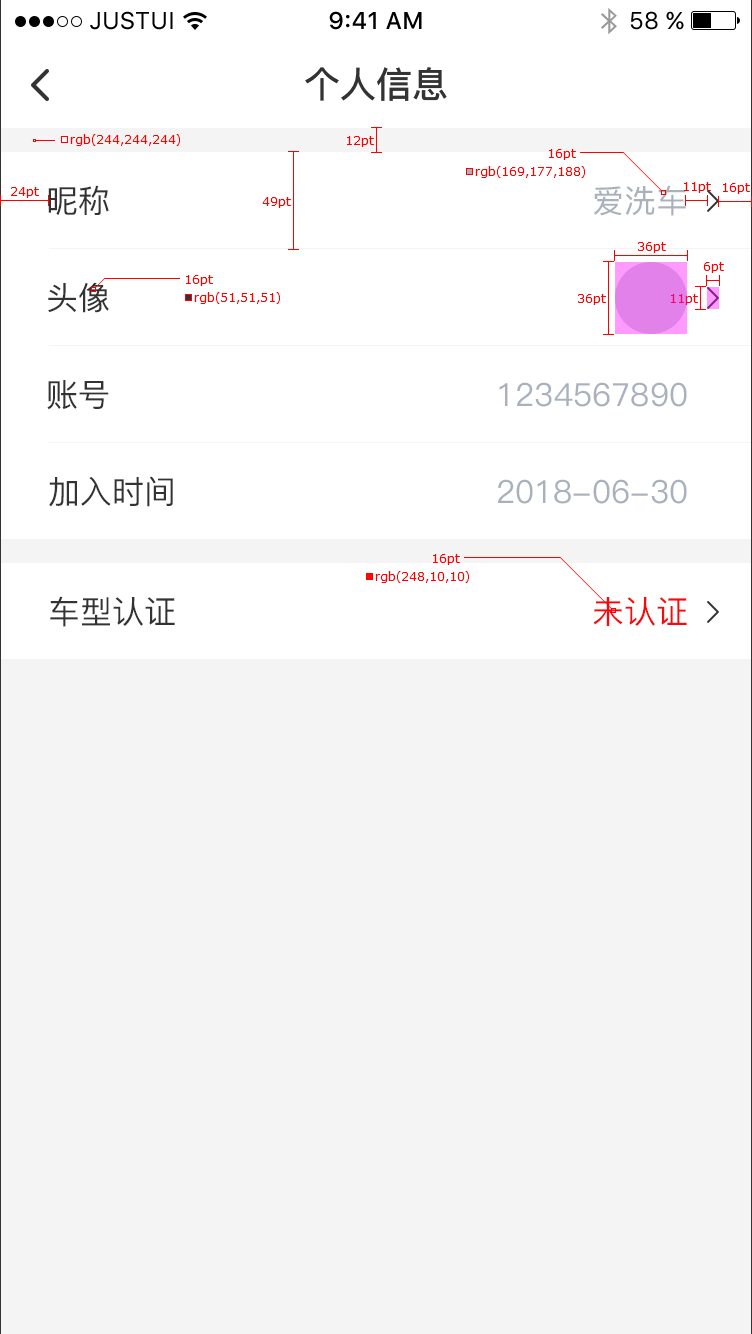 JUSTUI 9:41 AM 58 %
个人信息
rgb(244,244,244) 12pt
16pt
rgb(169,177,188)
24pt 昵称 49pt 爱洗车 11pt 16pt
36pt
头像 16pt 36pt 11pt 6pt
rgb(51,51,51)
账号 1234567890
加入时间 2018-06-30
16pt
rgb(248,10,10)
车型认证 未认证